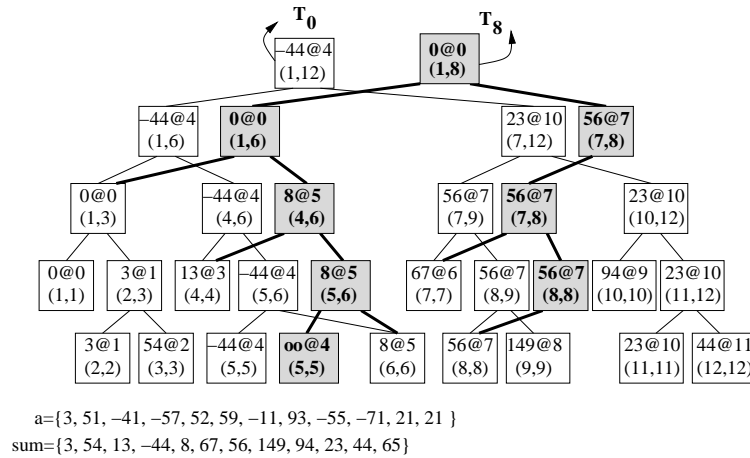 T0 T8
−44@4 0@0
(1,12) (1,8)
−44@4 0@0 23@10 56@7
(1,6) (1,6) (7,12) (7,8)
0@0 −44@4 8@5 56@7 56@7 23@10
(1,3) (4,6) (4,6) (7,9) (7,8) (10,12)
0@0 3@1 13@3 −44@4 8@5 67@6 56@7 56@7 94@9 23@10
(1,1) (2,3) (4,4) (5,6) (5,6) (7,7) (8,9) (8,8) (10,10) (11,12)
3@1 54@2 −44@4 oo@4 8@5 56@7 149@8 23@10 44@11
(2,2) (3,3) (5,5) (5,5) (6,6) (8,8) (9,9) (11,11) (12,12)
a={3, 51, −41, −57, 52, 59, −11, 93, −55, −71, 21, 21 }
sum={3, 54, 13, −44, 8, 67, 56, 149, 94, 23, 44, 65}